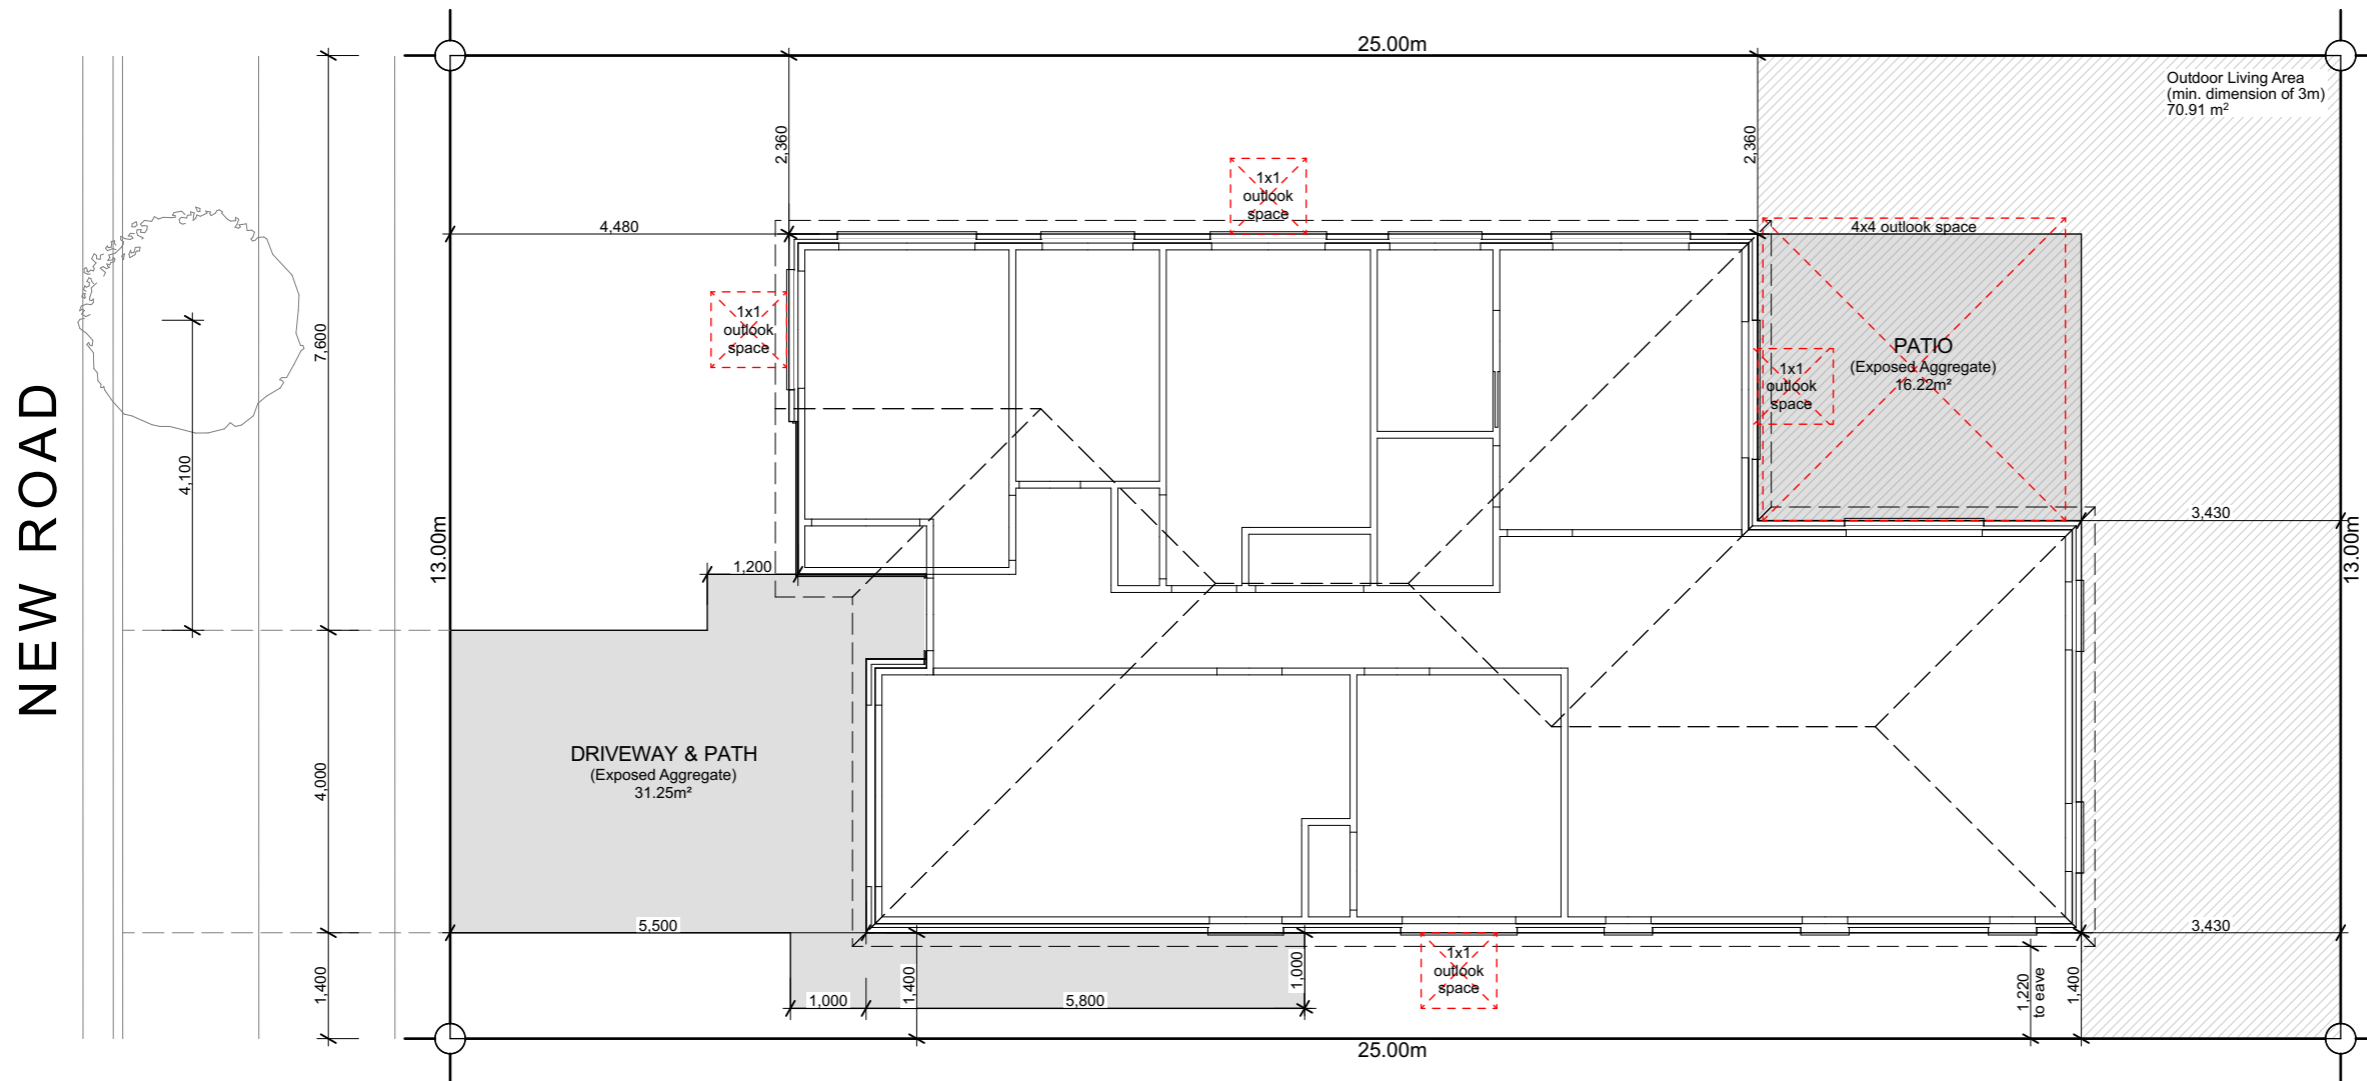 25.00m
Outdoor Living Area
(min. dimension of 3m)
70.91 m²
2,360
2,360
1x1
outlook
space
4,480
4x4 outlook space
1x1
outlook
space
7,600
PATIO
(Exposed Aggregate)
16.22m²
1x1
outlook
space
NEW ROAD
4,100
13.00m
3,430
13.00m
1,200
DRIVEWAY & PATH
(Exposed Aggregate)
31.25m²
4,000
5,500
3,430
1x1
outlook
space
1,400
1,000
1,400
5,800
1,000
1,220
to eave
1,400
25.00m